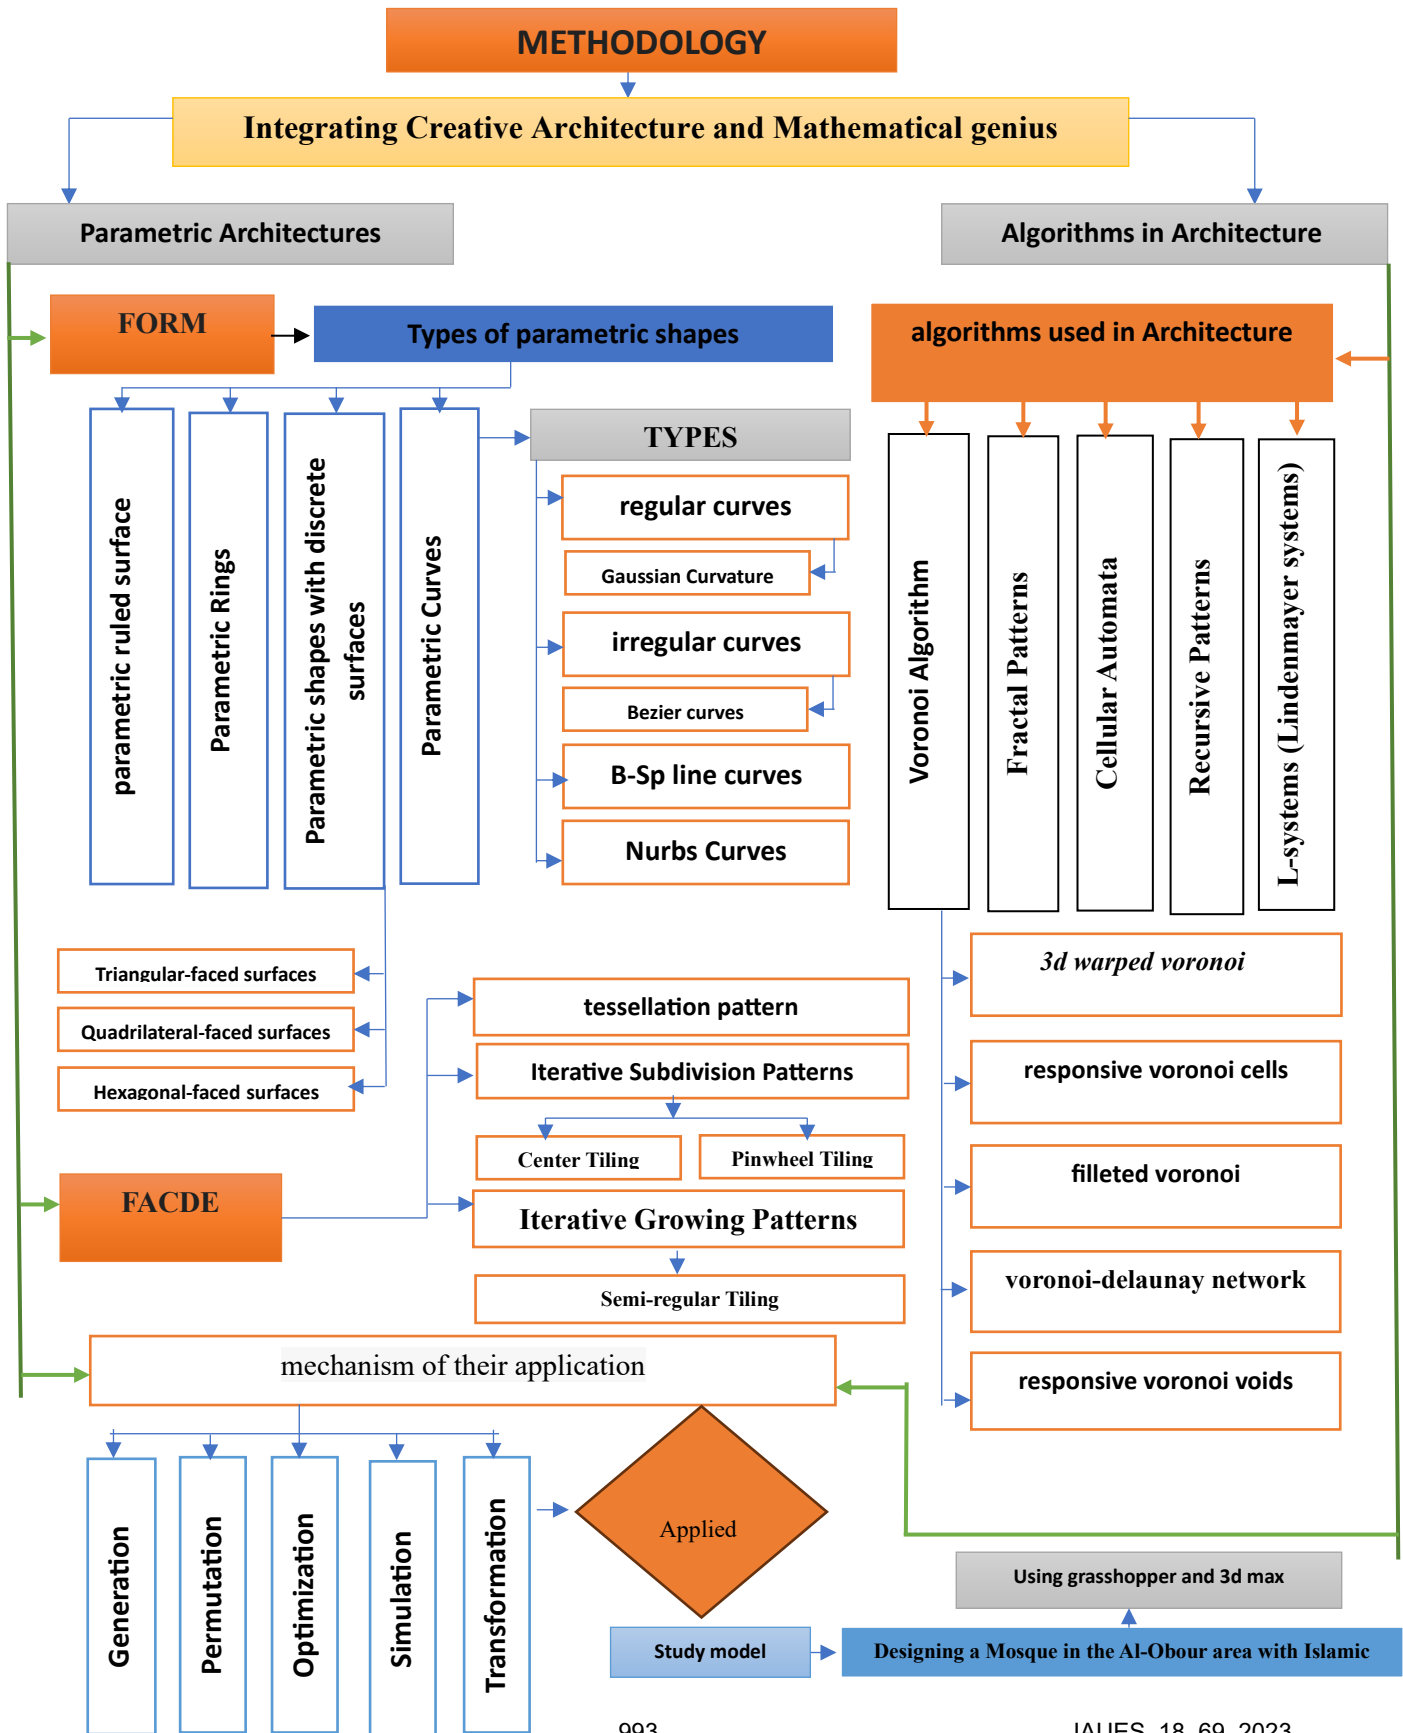 METHODOLOGY
Integrating Creative Architecture and Mathematical genius
Parametric Architectures
Algorithms in Architecture
FORM
Types of parametric shapes
algorithms used in Architecture
parametric ruled surface
Parametric Rings
Parametric shapes with discrete
surfaces
Parametric Curves
TYPES
regular curves
Gaussian Curvature
irregular curves
Bezier curves
B-Sp line curves
Nurbs Curves
Voronoi Algorithm
Fractal Patterns
Cellular Automata
Recursive Patterns
L-systems (Lindenmayer systems)
Triangular-faced surfaces
Quadrilateral-faced surfaces
Hexagonal-faced surfaces
tessellation pattern
Iterative Subdivision Patterns
Center Tiling
Pinwheel Tiling
FACDE
Iterative Growing Patterns
Semi-regular Tiling
3d warped voronoi
responsive voronoi cells
filleted voronoi
voronoi-delaunay network
responsive voronoi voids
mechanism of their application
Generation
Permutation
Optimization
Simulation
Transformation
Applied
Using grasshopper and 3d max
Study model
Designing a Mosque in the Al-Obour area with Islamic
993
JAUES, 18, 69, 2023